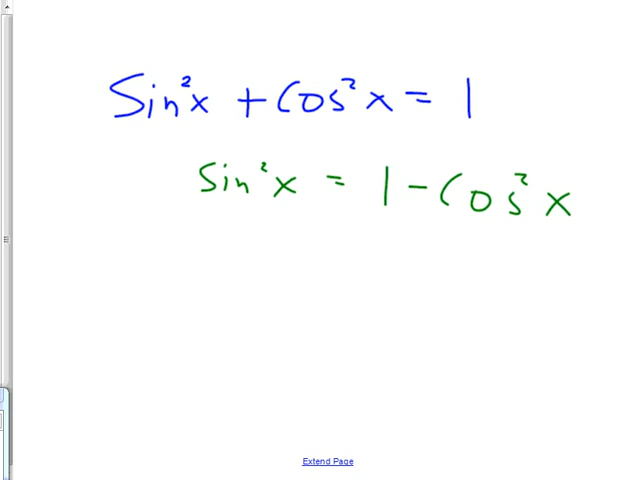 Sin²x + Cos²x = 1
Sin²x = 1 - Cos²x
Extend Page